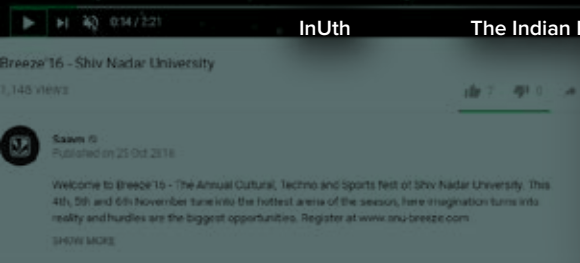 0:14 / 2:21
InUth
The Indian
Breeze'16 - Shiv Nadar University
1,148 views
7 0
Saavn
Published on 25 Oct 2016
Welcome to Breeze'16 - The Annual Cultural, Techno and Sports fest of Shiv Nadar University. This
4th, 5th and 6th November tune into the hottest arena of the season, here imagination turns into
reality and hurdles are the biggest opportunities. Register at www.snu-breeze.com
SHOW MORE